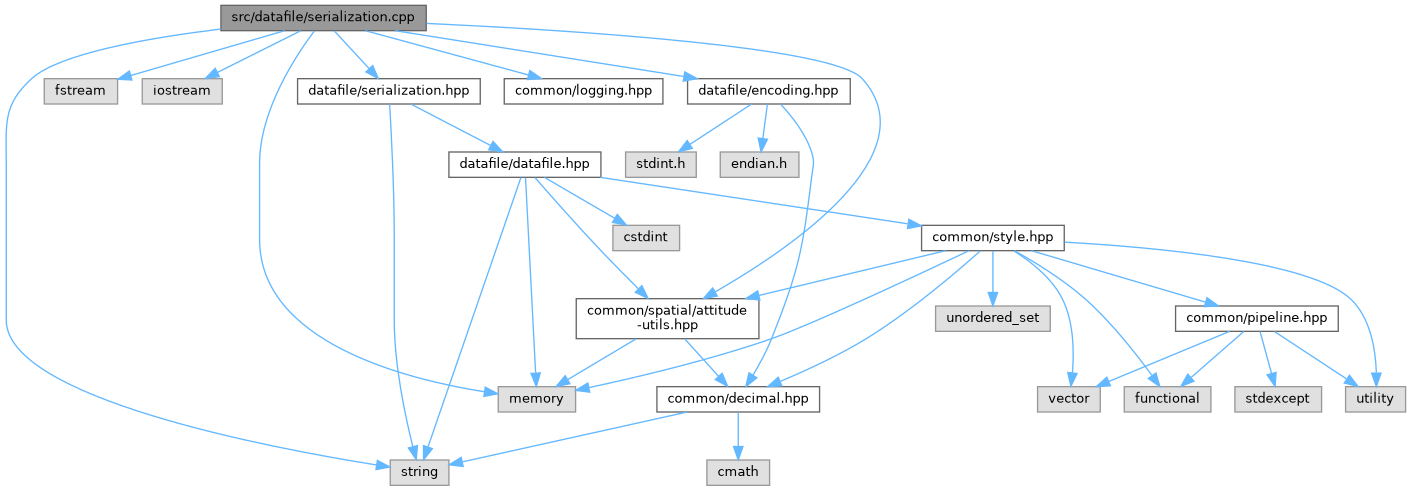 src/datafile/serialization.cpp
fstream
iostream
datafile/serialization.hpp
common/logging.hpp
datafile/encoding.hpp
datafile/datafile.hpp
stdint.h
endian.h
cstdint
common/style.hpp
common/spatial/attitude
-utils.hpp
unordered_set
common/pipeline.hpp
memory
common/decimal.hpp
vector
functional
stdexcept
utility
string
cmath